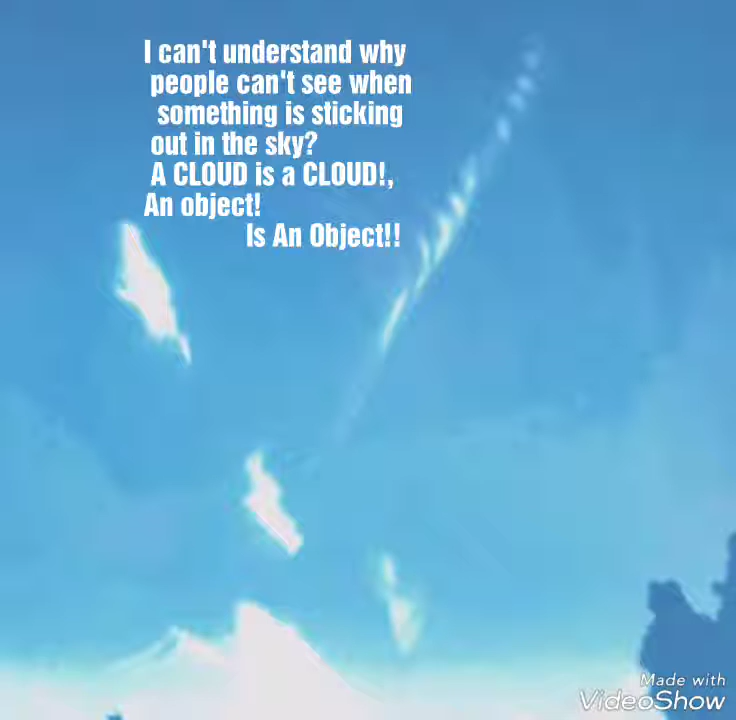 I can't understand why
people can't see when
something is sticking
out in the sky?
A CLOUD is a CLOUD!,
An object!
Is An Object!!
Made with
VideoShow